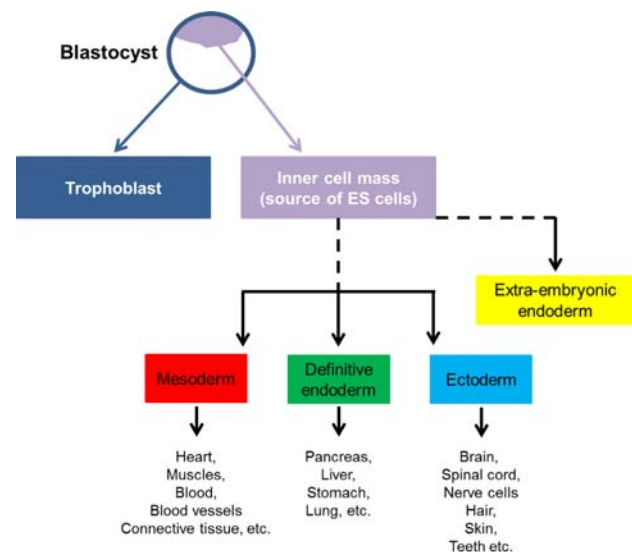 Blastocyst
Trophoblast
Inner cell mass
(source of ES cells)
Extra-embryonic
endoderm
Mesoderm
Definitive
endoderm
Ectoderm
Heart,
Muscles,
Blood,
Blood vessels
Connective tissue, etc.
Pancreas,
Liver,
Stomach,
Lung, etc.
Brain,
Spinal cord,
Nerve cells
Hair,
Skin,
Teeth etc.